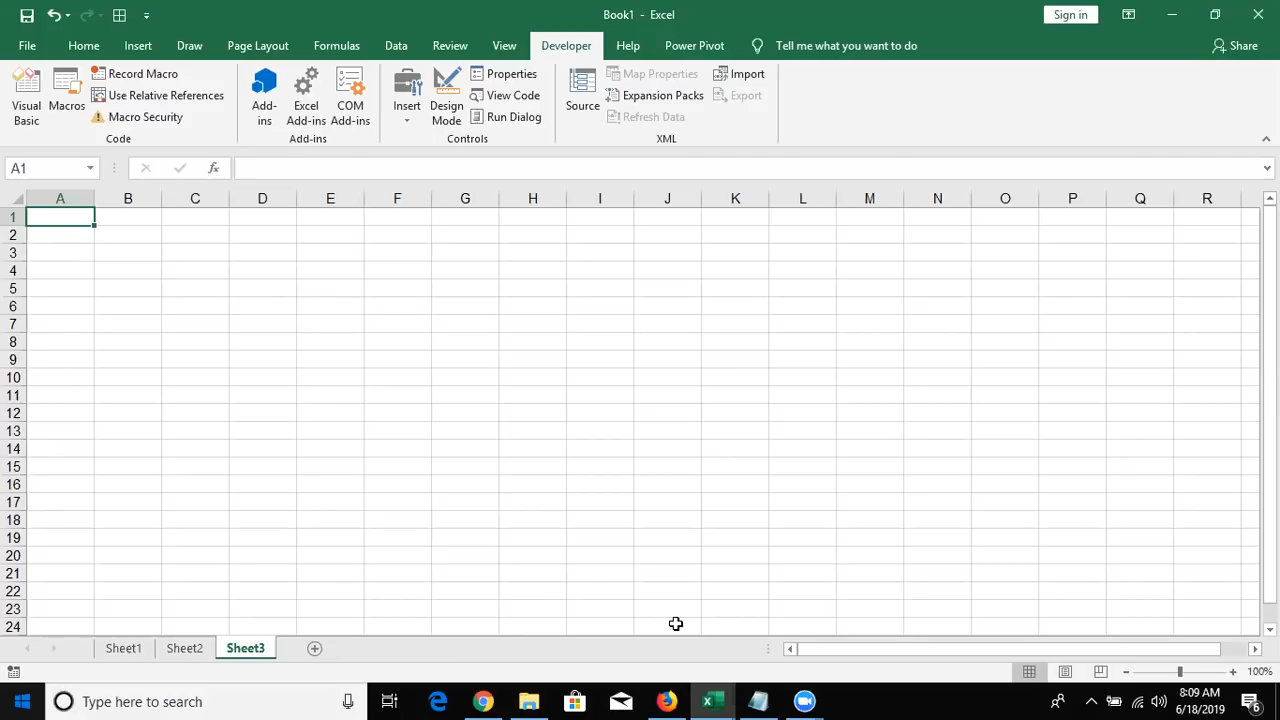 Book1 - Excel
Sign in
File Home Insert Draw Page Layout Formulas Data Review View Developer Help Power Pivot Tell me what you want to do Share
Visual Basic
Macros
Record Macro
Use Relative References
Macro Security
Code
Add-ins
Excel Add-ins
COM Add-ins
Add-ins
Insert
Design Mode
Properties
View Code
Run Dialog
Controls
Source
Map Properties
Expansion Packs
Refresh Data
Import
Export
XML
A1
fx
A B C D E F G H I J K L M N O P Q R
1
2
3
4
5
6
7
8
9
10
11
12
13
14
15
16
17
18
19
20
21
22
23
24
Sheet1 Sheet2 Sheet3
100%
Type here to search
8:09 AM
6/18/2019
6